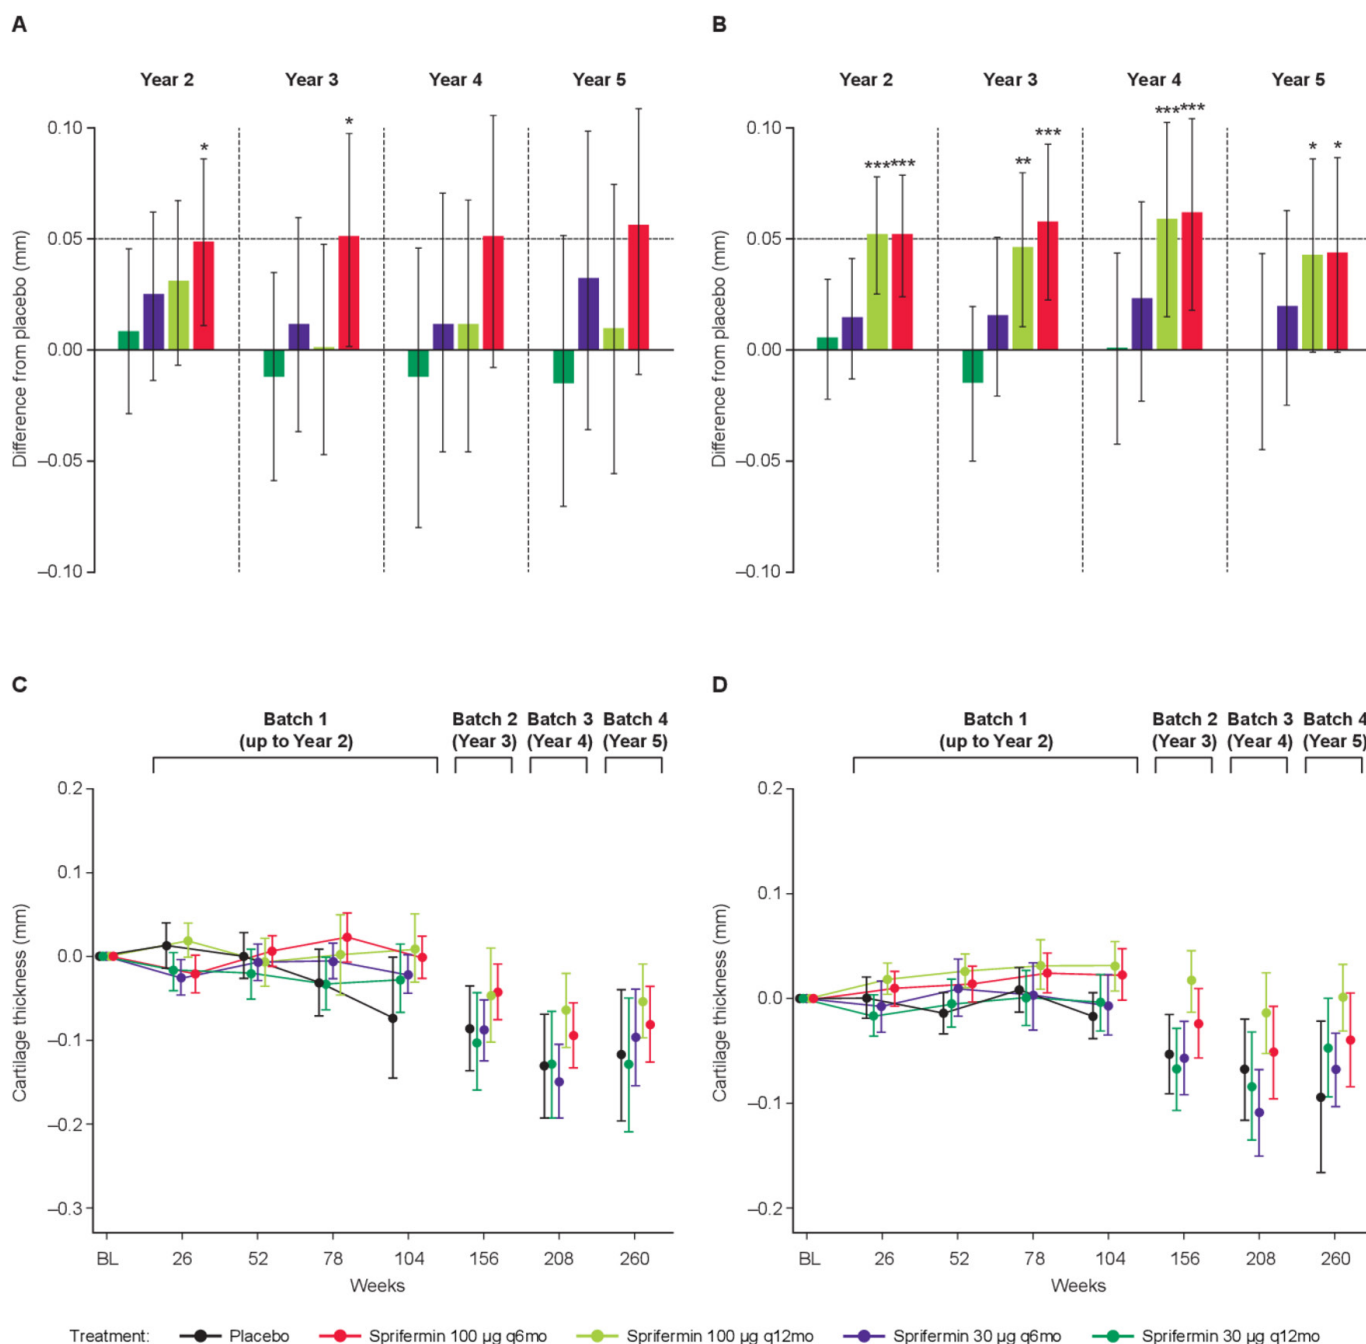 A
B
Year 2 Year 3 Year 4 Year 5
Year 2 Year 3 Year 4 Year 5
Difference from placebo (mm)
0.10
0.05
0.00
–0.05
–0.10
* *
Difference from placebo (mm)
0.10
0.05
0.00
–0.05
–0.10
*** *** ** *** *** *** * *
C
Batch 1 Batch 2 Batch 3 Batch 4
(up to Year 2) (Year 3) (Year 4) (Year 5)
Cartilage thickness (mm)
0.2
0.1
0.0
–0.1
–0.2
–0.3
BL 26 52 78 104 156 208 260
Weeks
D
Batch 1 Batch 2 Batch 3 Batch 4
(up to Year 2) (Year 3) (Year 4) (Year 5)
Cartilage thickness (mm)
0.2
0.1
0.0
–0.1
–0.2
BL 26 52 78 104 156 208 260
Weeks
Treatment: Placebo Sprifermin 100 µg q6mo Sprifermin 100 µg q12mo Sprifermin 30 µg q6mo Sprifermin 30 µg q12mo